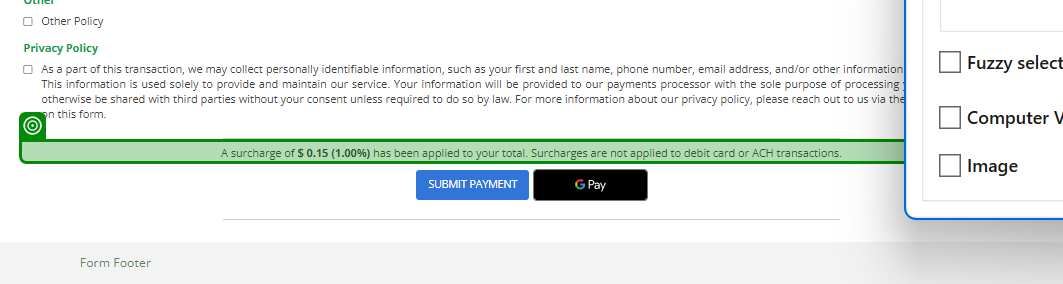 Other
Other Policy
Privacy Policy
As a part of this transaction, we may collect personally identifiable information, such as your first and last name, phone number, email address, and/or other information
This information is used solely to provide and maintain our service. Your information will be provided to our payments processor with the sole purpose of processing
otherwise be shared with third parties without your consent unless required to do so by law. For more information about our privacy policy, please reach out to us via the
on this form.
A surcharge of $ 0.15 (1.00%) has been applied to your total. Surcharges are not applied to debit card or ACH transactions.
SUBMIT PAYMENT
G Pay
Form Footer
Fuzzy select
Computer V
Image